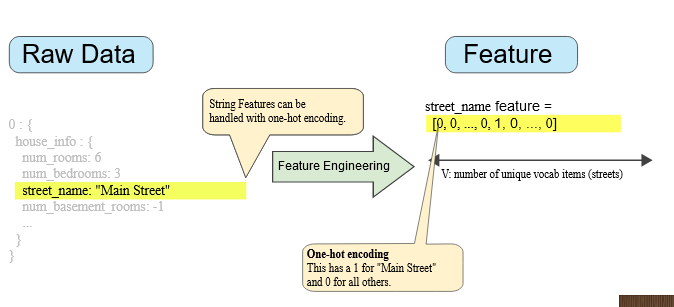 Raw Data
Feature
String Features can be
handled with one-hot encoding.
0 : {
house_info : {
num_rooms: 6
num_bedrooms: 3
street_name: "Main Street"
num_basement_rooms: -1
...
}
}
Feature Engineering
street_name feature =
[0, 0, ..., 0, 1, 0, ..., 0]
V: number of unique vocab items (streets)
One-hot encoding
This has a 1 for "Main Street"
and 0 for all others.